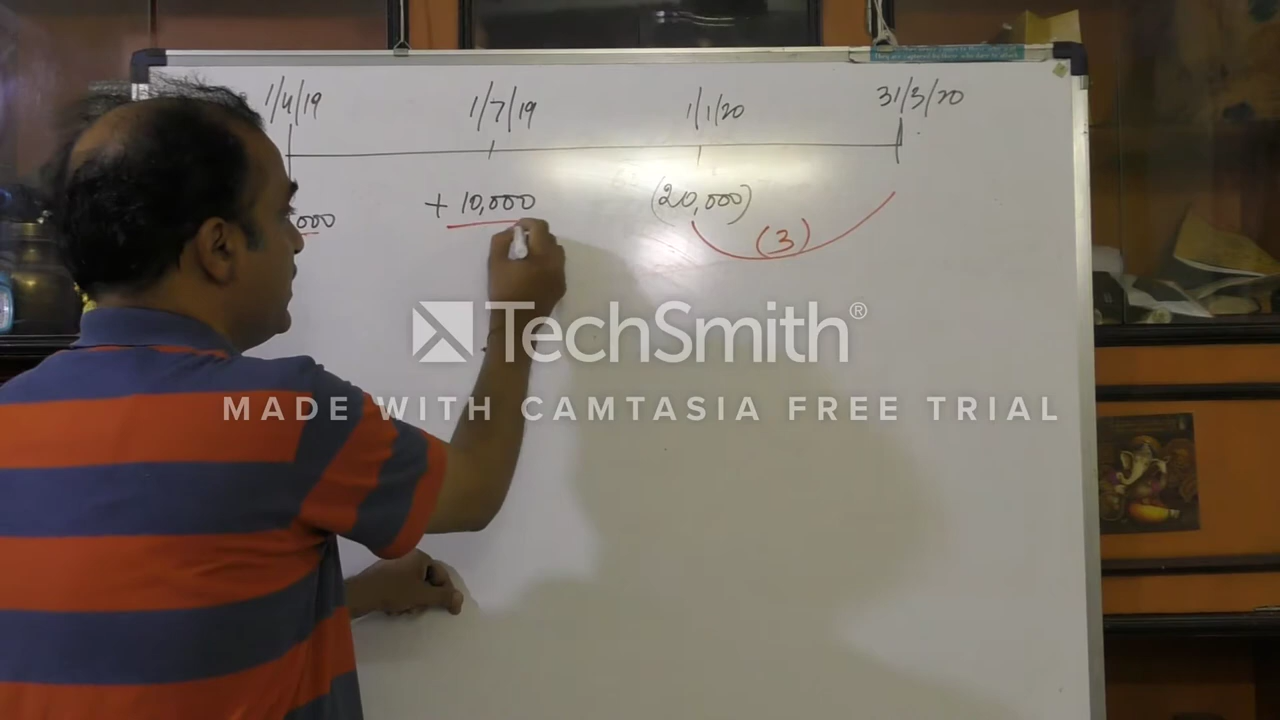 1/4/19 1/7/19 1/1/20 31/3/20
000 + 10,000 (20,000)
(3)
TechSmith®
MADE WITH CAMTASIA FREE TRIAL